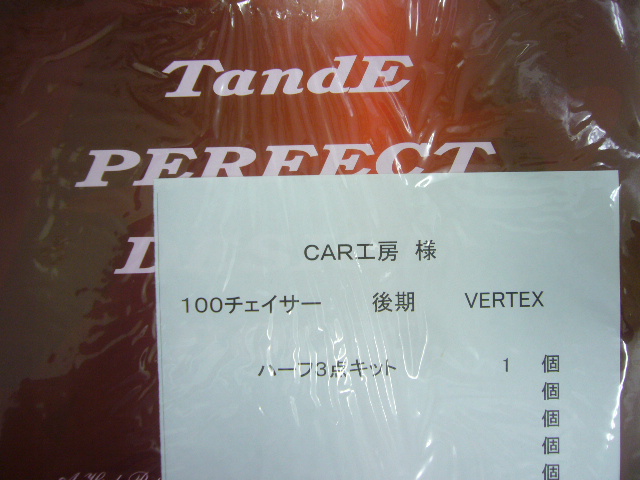 TandE
PERFECT
CAR工房 様
100チェイサー 後期 VERTEX
ハーフ3点キット 1 個
個
個
個
個